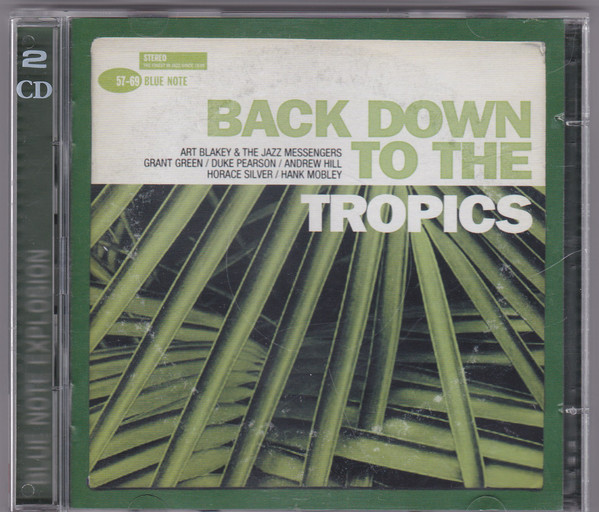 2
CD
BLUE NOTE EXPLOSION
STEREO
57-69 BLUE NOTE
BACK DOWN
TO THE
TROPICS
ART BLAKEY & THE JAZZ MESSENGERS
GRANT GREEN / DUKE PEARSON / ANDREW HILL
HORACE SILVER / HANK MOBLEY